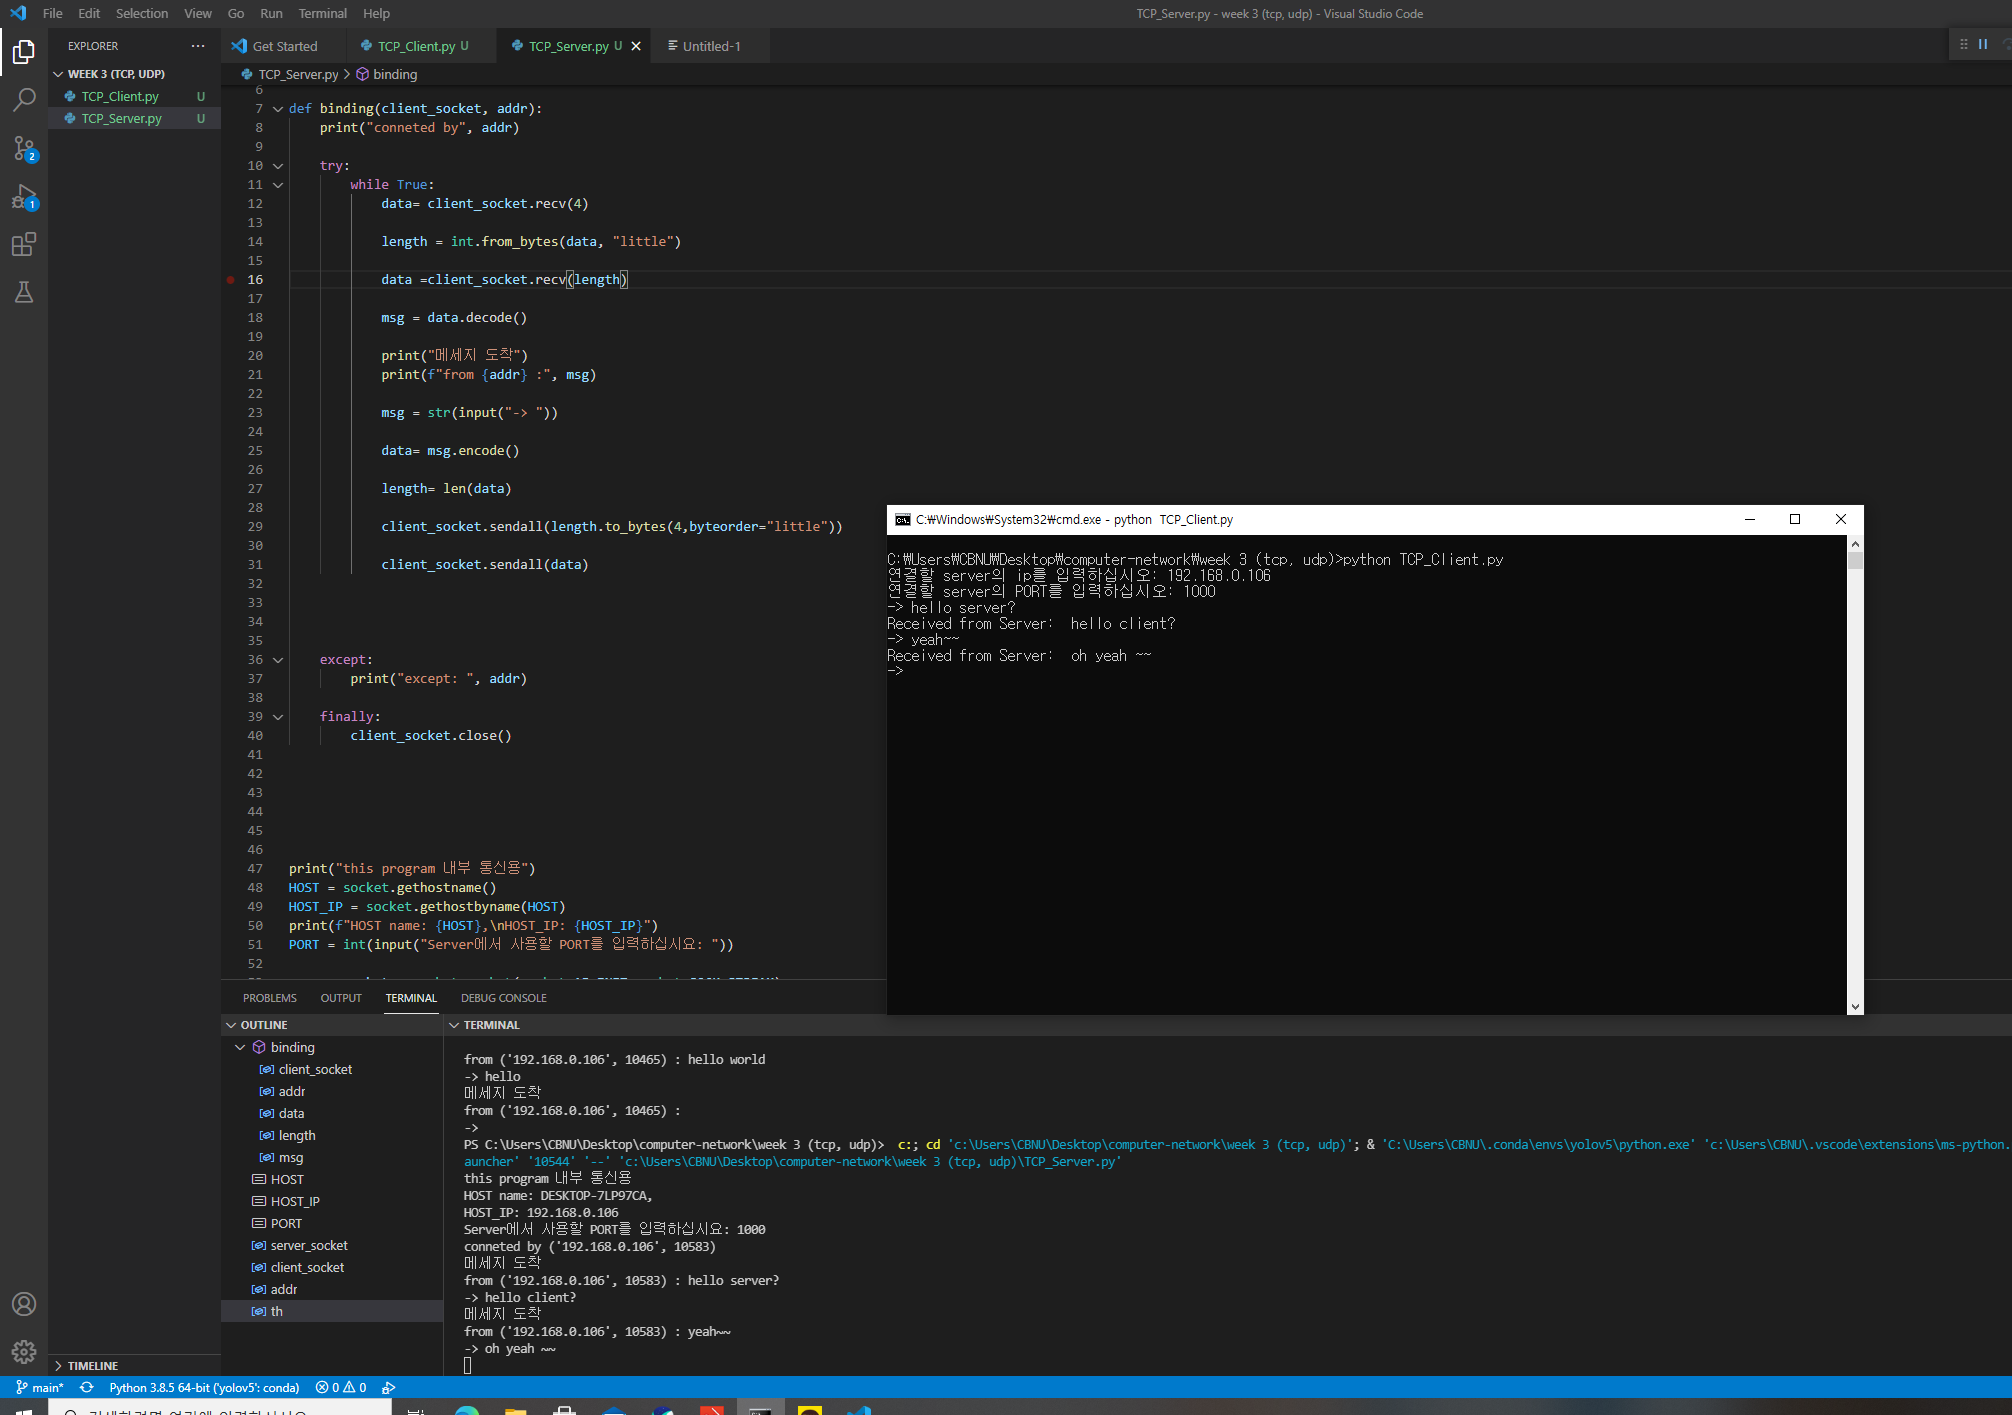 File Edit Selection View Go Run Terminal Help
TCP_Server.py - week 3 (tcp, udp) - Visual Studio Code
EXPLORER
WEEK 3 (TCP, UDP)
TCP_Client.py U
TCP_Server.py U
Get Started
TCP_Client.py U
TCP_Server.py U
Untitled-1
TCP_Server.py > binding
6
7 def binding(client_socket, addr):
8 print("conneted by", addr)
9
10 try:
11 while True:
12 data= client_socket.recv(4)
13
14 length = int.from_bytes(data, "little")
15
16 data =client_socket.recv(length)
17
18 msg = data.decode()
19
20 print("메세지 도착")
21 print(f"from {addr} :", msg)
22
23 msg = str(input("-> "))
24
25 data= msg.encode()
26
27 length= len(data)
28
29 client_socket.sendall(length.to_bytes(4,byteorder="little"))
30
31 client_socket.sendall(data)
32
33
34
35
36 except:
37 print("except: ", addr)
38
39 finally:
40 client_socket.close()
41
42
43
44
45
46
47 print("this program 내부 통신용")
48 HOST = socket.gethostname()
49 HOST_IP = socket.gethostbyname(HOST)
50 print(f"HOST name: {HOST},\nHOST_IP: {HOST_IP}")
51 PORT = int(input("Server에서 사용할 PORT를 입력하십시요: "))
52
C:\Windows\System32\cmd.exe - python TCP_Client.py
C:₩Users₩CBNU₩Desktop₩computer-network₩week 3 (tcp, udp)>python TCP_Client.py
연결할 server의 ip를 입력하십시오: 192.168.0.106
연결할 server의 PORT를 입력하십시오: 1000
-> hello server?
Received from Server: hello client?
-> yeah~~
Received from Server: oh yeah ~~
->
PROBLEMS OUTPUT TERMINAL DEBUG CONSOLE
OUTLINE
binding
client_socket
addr
data
length
msg
HOST
HOST_IP
PORT
server_socket
client_socket
addr
th
TERMINAL
from ('192.168.0.106', 10465) : hello world
-> hello
메세지 도착
from ('192.168.0.106', 10465) :
->
PS C:\Users\CBNU\Desktop\computer-network\week 3 (tcp, udp)> c:; cd 'c:\Users\CBNU\Desktop\computer-network\week 3 (tcp, udp)'; & 'C:\Users\CBNU\.conda\envs\yolov5\python.exe' 'c:\Users\CBNU\.vscode\extensions\ms-python.
auncher' '10544' '--' 'c:\Users\CBNU\Desktop\computer-network\week 3 (tcp, udp)\TCP_Server.py'
this program 내부 통신용
HOST name: DESKTOP-7LP97CA,
HOST_IP: 192.168.0.106
Server에서 사용할 PORT를 입력하십시요: 1000
conneted by ('192.168.0.106', 10583)
메세지 도착
from ('192.168.0.106', 10583) : hello server?
-> hello client?
메세지 도착
from ('192.168.0.106', 10583) : yeah~~
-> oh yeah ~~
TIMELINE
main* Python 3.8.5 64-bit ('yolov5': conda) 0 0